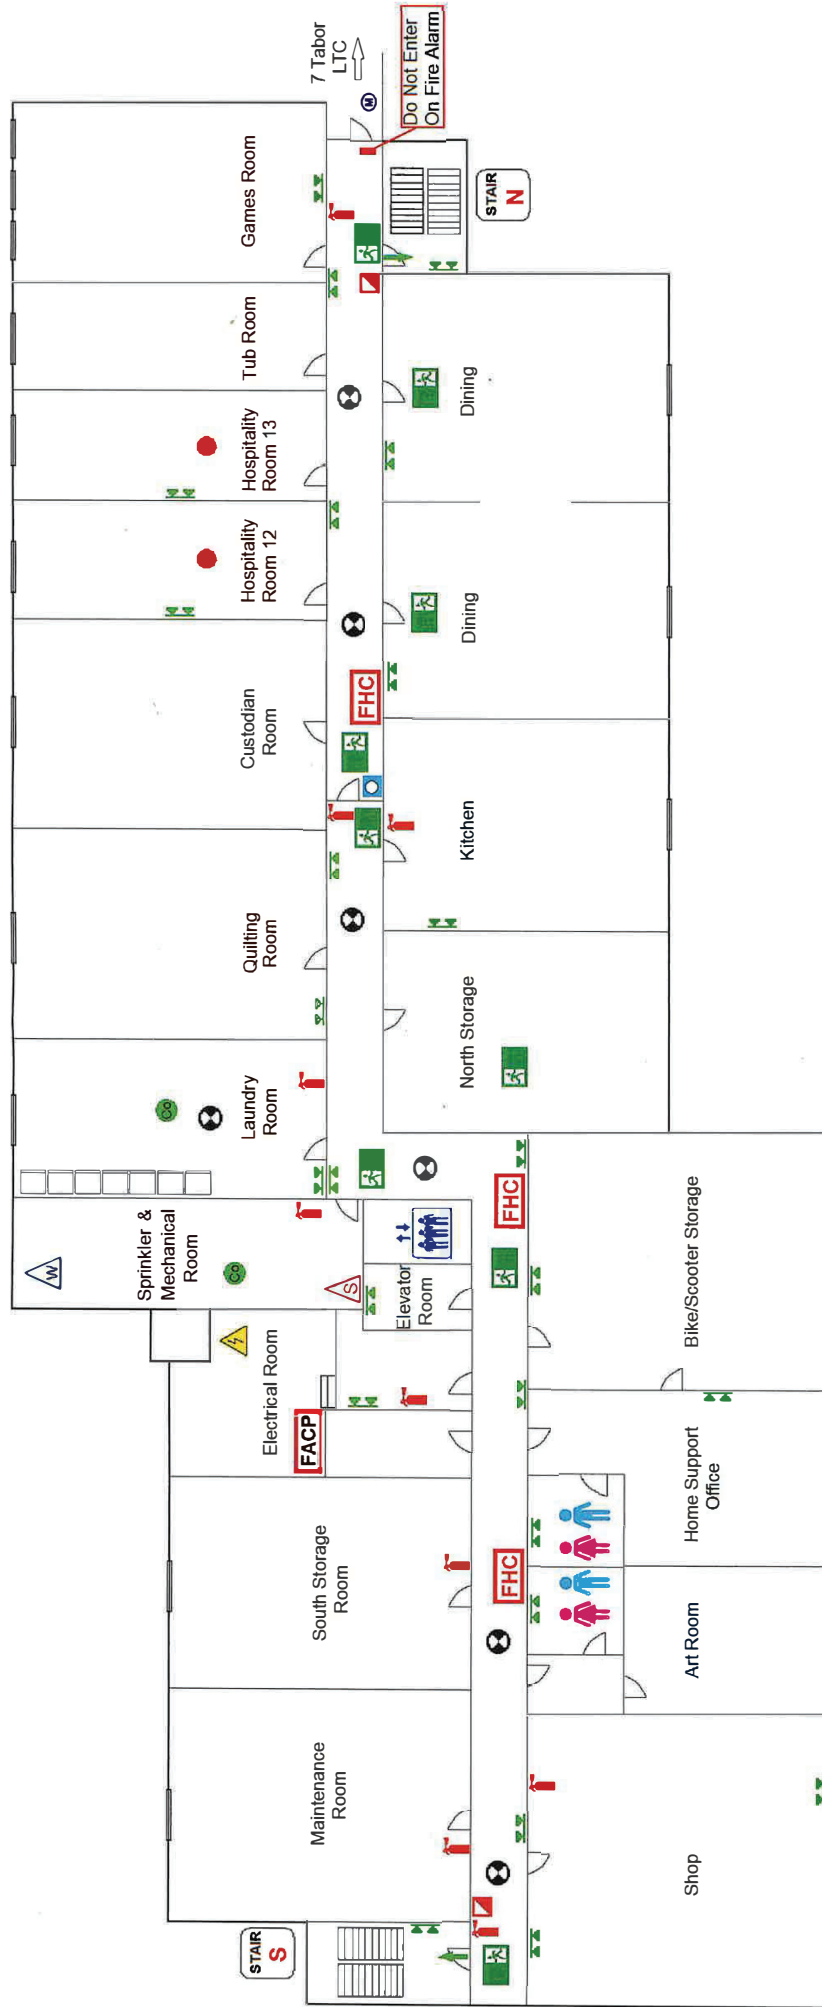 7 Tabor
LTC
M
Do Not Enter
On Fire Alarm
Games Room
STAIR
N
Tub Room
Dining
Hospitality
Room 13
Hospitality
Room 12
Dining
FHC
Custodian
Room
Kitchen
Quilting
Room
North Storage
Co
Laundry
Room
FHC
W
Sprinkler &
Mechanical
Room
Co
S
Elevator
Room
Bike/Scooter Storage
Electrical Room
FACP
Home Support
Office
South Storage
Room
FHC
Art Room
Maintenance
Room
Shop
STAIR
S